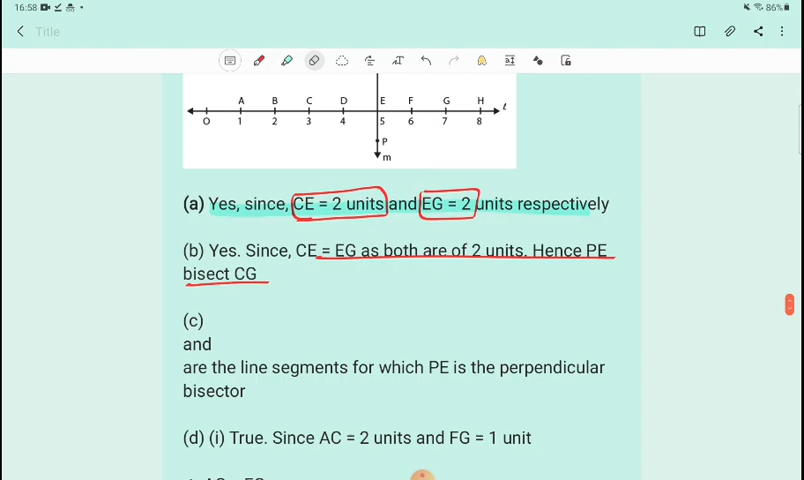 16:58
86%
Title
A B C D E F G H l
O 1 2 3 4 5 6 7 8
P
m
(a) Yes, since, CE = 2 units and EG = 2 units respectively
(b) Yes. Since, CE = EG as both are of 2 units. Hence PE
bisect CG
(c)
and
are the line segments for which PE is the perpendicular
bisector
(d) (i) True. Since AC = 2 units and FG = 1 unit